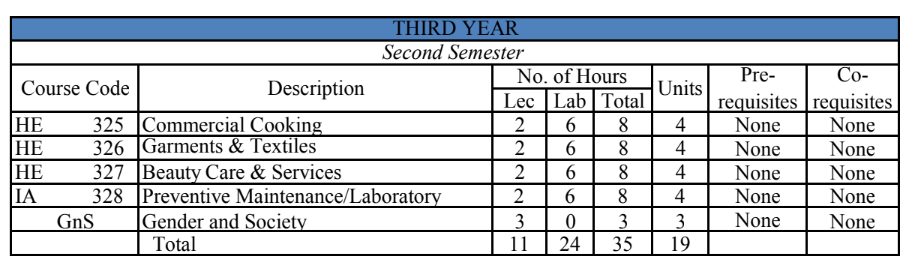 THIRD YEAR
Second Semester
Course Code Description No. of Hours Units Pre-requisites Co-requisites
Lec Lab Total
HE 325 Commercial Cooking 2 6 8 4 None None
HE 326 Garments & Textiles 2 6 8 4 None None
HE 327 Beauty Care & Services 2 6 8 4 None None
IA 328 Preventive Maintenance/Laboratory 2 6 8 4 None None
GnS Gender and Society 3 0 3 3 None None
Total 11 24 35 19